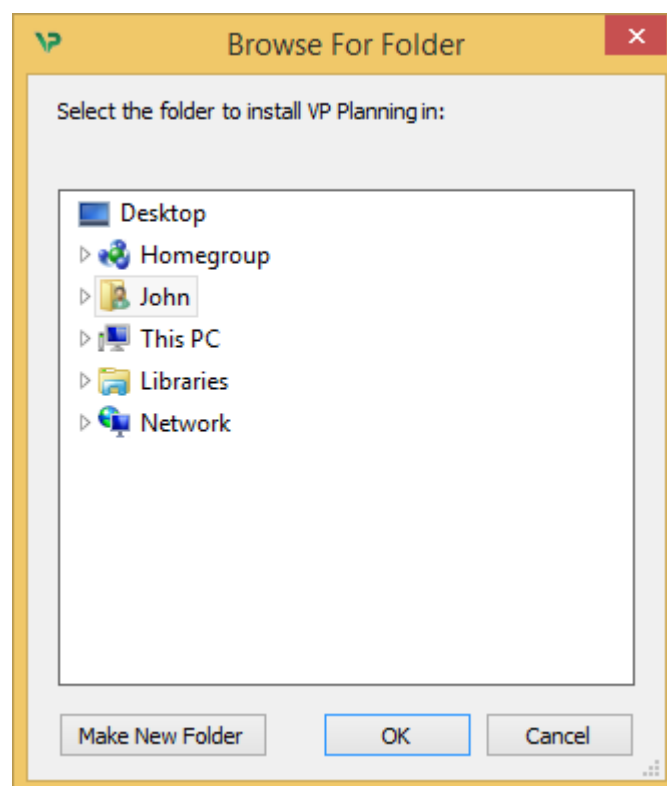 VP
Browse For Folder
Select the folder to install VP Planning in:
Desktop
Homegroup
John
This PC
Libraries
Network
Make New Folder
OK
Cancel